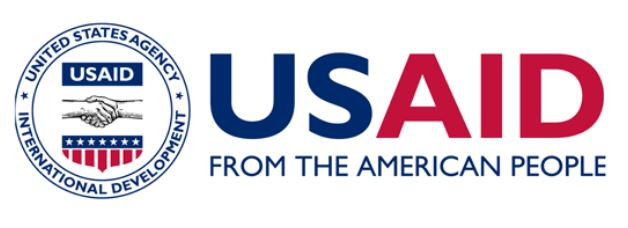 UNITED STATES AGENCY
USAID
INTERNATIONAL DEVELOPMENT
USAID
FROM THE AMERICAN PEOPLE